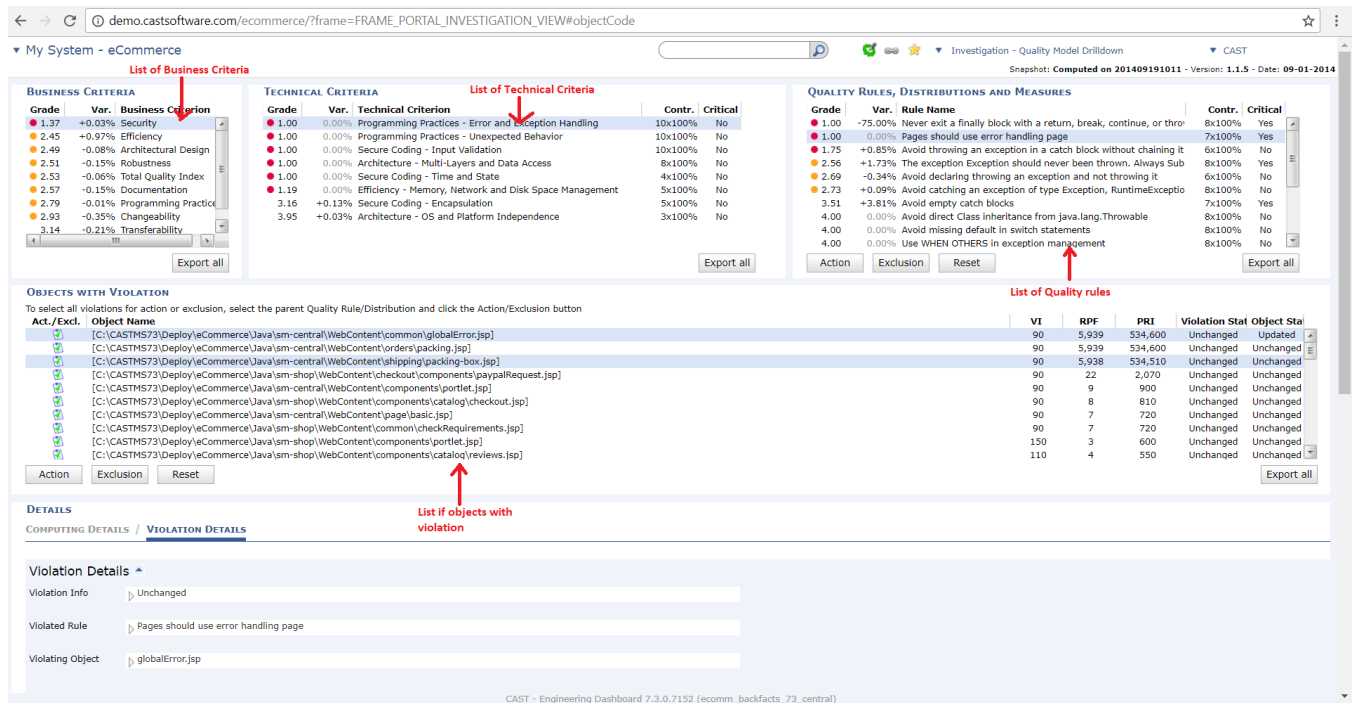 demo.castsoftware.com/ecommerce/?frame=FRAME_PORTAL_INVESTIGATION_VIEW#objectCode
My System - eCommerce
Investigation - Quality Model Drilldown
CAST
Snapshot: Computed on 201409191011 - Version: 1.1.5 - Date: 09-01-2014
List of Business Criteria
BUSINESS CRITERIA
Grade Var. Business Criterion
1.37 +0.03% Security
2.45 +0.97% Efficiency
2.49 -0.08% Architectural Design
2.51 -0.15% Robustness
2.53 -0.06% Total Quality Index
2.57 -0.15% Documentation
2.79 -0.01% Programming Practice
2.93 -0.35% Changeability
3.14 -0.21% Transferability
Export all
TECHNICAL CRITERIA
List of Technical Criteria
Grade Var. Technical Criterion Contr. Critical
1.00 0.00% Programming Practices - Error and Exception Handling 10x100% No
1.00 0.00% Programming Practices - Unexpected Behavior 10x100% No
1.00 0.00% Secure Coding - Input Validation 10x100% No
1.00 0.00% Architecture - Multi-Layers and Data Access 8x100% No
1.00 0.00% Secure Coding - Time and State 4x100% No
1.19 0.00% Efficiency - Memory, Network and Disk Space Management 5x100% No
3.16 +0.13% Secure Coding - Encapsulation 5x100% No
3.95 +0.03% Architecture - OS and Platform Independence 3x100% No
Export all
QUALITY RULES, DISTRIBUTIONS AND MEASURES
Grade Var. Rule Name Contr. Critical
1.00 -75.00% Never exit a finally block with a return, break, continue, or throw 8x100% Yes
1.00 0.00% Pages should use error handling page 7x100% Yes
1.75 +0.85% Avoid throwing an exception in a catch block without chaining it 6x100% No
2.56 +1.73% The exception Exception should never been thrown. Always Sub 8x100% Yes
2.69 -0.34% Avoid declaring throwing an exception and not throwing it 6x100% No
2.73 +0.09% Avoid catching an exception of type Exception, RuntimeExceptio 8x100% No
3.51 +3.81% Avoid empty catch blocks 7x100% Yes
4.00 0.00% Avoid direct Class inheritance from java.lang.Throwable 8x100% No
4.00 0.00% Avoid missing default in switch statements 8x100% No
4.00 0.00% Use WHEN OTHERS in exception management 8x100% No
Action Exclusion Reset Export all
List of Quality rules
OBJECTS WITH VIOLATION
To select all violations for action or exclusion, select the parent Quality Rule/Distribution and click the Action/Exclusion button
Act./Excl. Object Name VI RPF PRI Violation Stat Object Sta
[C:\CASTMS73\Deploy\eCommerce\Java\sm-central\WebContent\common\globalError.jsp] 90 5,939 534,600 Unchanged Updated
[C:\CASTMS73\Deploy\eCommerce\Java\sm-central\WebContent\orders\packing.jsp] 90 5,939 534,600 Unchanged Unchanged
[C:\CASTMS73\Deploy\eCommerce\Java\sm-central\WebContent\shipping\packing-box.jsp] 90 5,938 534,510 Unchanged Unchanged
[C:\CASTMS73\Deploy\eCommerce\Java\sm-shop\WebContent\checkout\components\paypalRequest.jsp] 90 22 2,070 Unchanged Unchanged
[C:\CASTMS73\Deploy\eCommerce\Java\sm-central\WebContent\components\portlet.jsp] 90 9 900 Unchanged Unchanged
[C:\CASTMS73\Deploy\eCommerce\Java\sm-shop\WebContent\components\catalog\checkout.jsp] 90 8 810 Unchanged Unchanged
[C:\CASTMS73\Deploy\eCommerce\Java\sm-central\WebContent\page\basic.jsp] 90 7 720 Unchanged Unchanged
[C:\CASTMS73\Deploy\eCommerce\Java\sm-shop\WebContent\common\checkRequirements.jsp] 90 7 720 Unchanged Unchanged
[C:\CASTMS73\Deploy\eCommerce\Java\sm-shop\WebContent\components\portlet.jsp] 150 3 600 Unchanged Unchanged
[C:\CASTMS73\Deploy\eCommerce\Java\sm-shop\WebContent\components\catalog\reviews.jsp] 110 4 550 Unchanged Unchanged
Action Exclusion Reset Export all
List if objects with
violation
DETAILS
COMPUTING DETAILS / VIOLATION DETAILS
Violation Details
Violation Info Unchanged
Violated Rule Pages should use error handling page
Violating Object globalError.jsp
CAST - Engineering Dashboard 7.3.0.7152 (ecomm_backfacts_73_central)